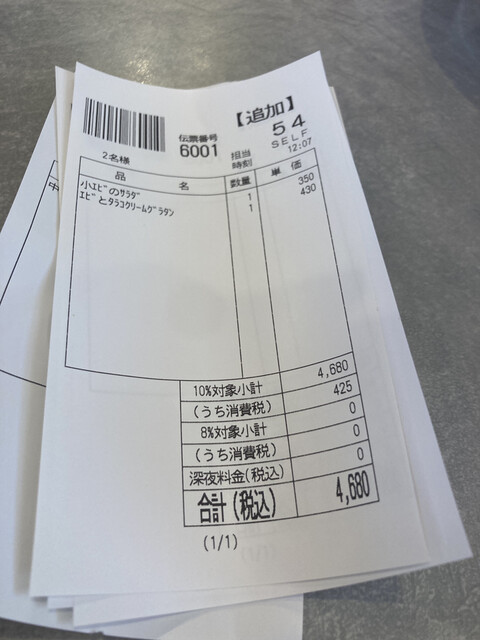 【追加】
伝票番号 54
6001 担当 SELF
2名様 時刻 12:07
品 名 数量 単価
小ｴﾋﾞのｻﾗﾀﾞ 1 350
ｴﾋﾞとﾀﾗｺｸﾘｰﾑｸﾞﾗﾀﾝ 1 430
10%対象小計 4,680
(うち消費税) 425
8%対象小計 0
(うち消費税) 0
深夜料金(税込) 0
合計(税込) 4,680
(1/1)